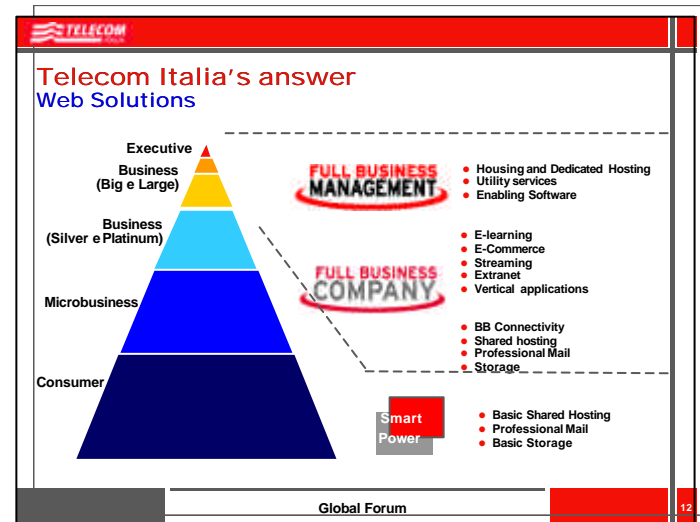 TELECOM
ITALIA
Telecom Italia's answer
Web Solutions
Executive
Business
(Big e Large)
Business
(Silver e Platinum)
Microbusiness
Consumer
FULL BUSINESS
MANAGEMENT
Housing and Dedicated Hosting
Utility services
Enabling Software
FULL BUSINESS
COMPANY
E-learning
E-Commerce
Streaming
Extranet
Vertical applications
BB Connectivity
Shared hosting
Professional Mail
Storage
Smart
Power
Basic Shared Hosting
Professional Mail
Basic Storage
Global Forum
12